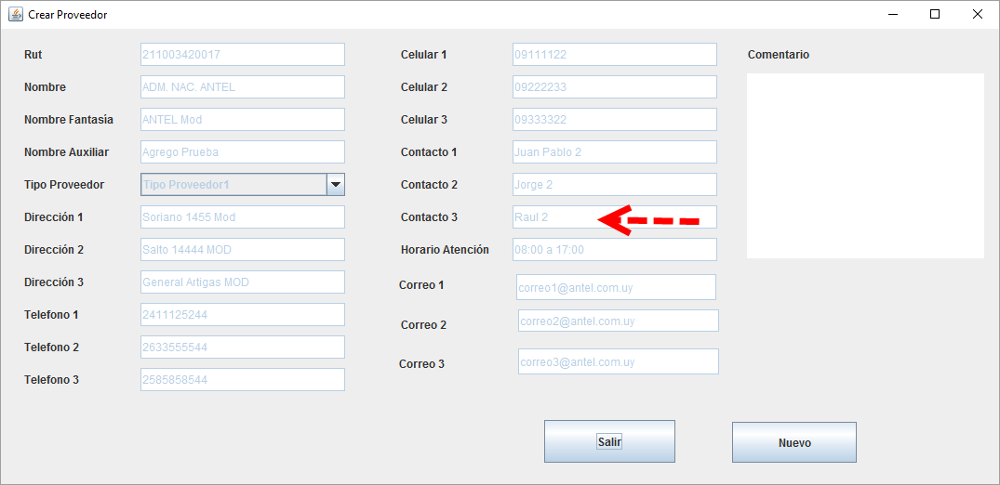 Crear Proveedor
Rut 211003420017
Nombre ADM. NAC. ANTEL
Nombre Fantasía ANTEL Mod
Nombre Auxiliar Agrego Prueba
Tipo Proveedor Tipo Proveedor1
Dirección 1 Soriano 1455 Mod
Dirección 2 Salto 14444 MOD
Dirección 3 General Artigas MOD
Telefono 1 2411125244
Telefono 2 2633555544
Telefono 3 2585858544
Celular 1 09111122
Celular 2 09222233
Celular 3 09333322
Contacto 1 Juan Pablo 2
Contacto 2 Jorge 2
Contacto 3 Raul 2
Horario Atención 08:00 a 17:00
Correo 1 correo1@antel.com.uy
Correo 2 correo2@antel.com.uy
Correo 3 correo3@antel.com.uy
Comentario
Salir
Nuevo